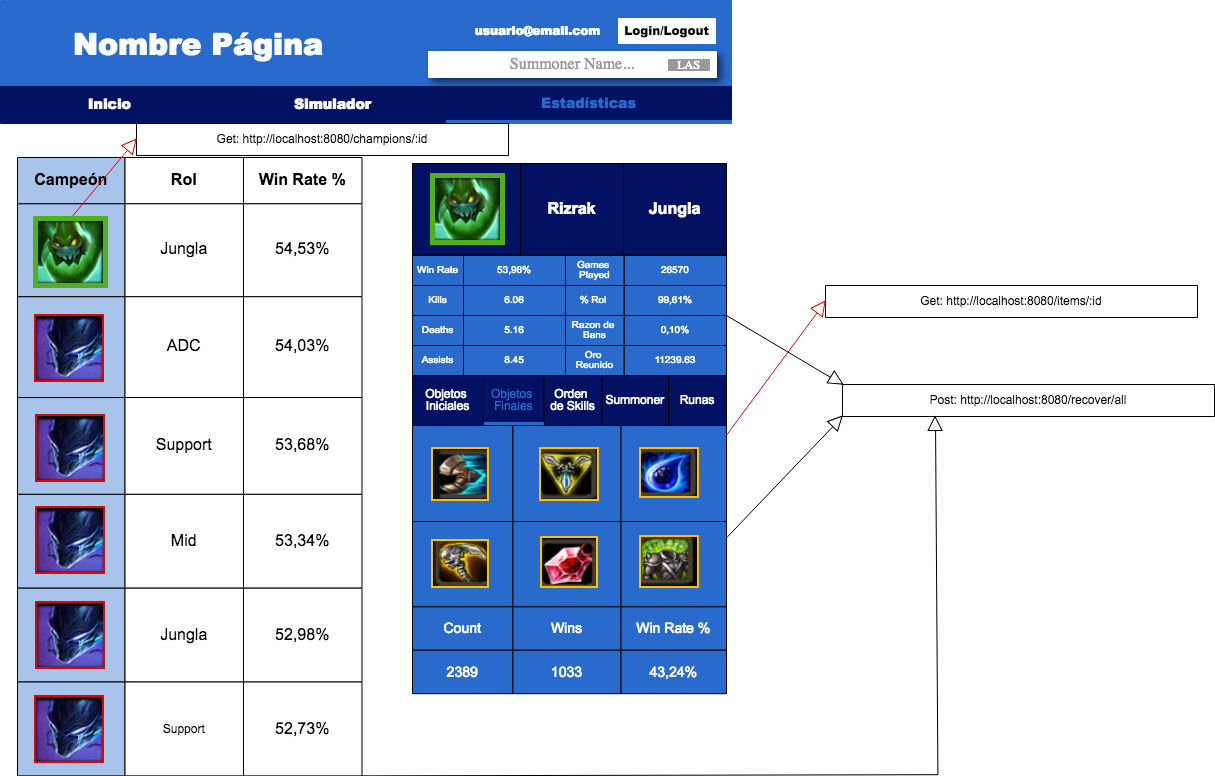 Nombre Página
usuario@email.com
Login/Logout
Summoner Name...
LAS
Inicio
Simulador
Estadísticas
Get: http://localhost:8080/champions/:id
Campeón
Rol
Win Rate %
Jungla
54,53%
ADC
54,03%
Support
53,68%
Mid
53,34%
Jungla
52,98%
Support
52,73%
Rizrak
Jungla
Win Rate
53,98%
Games
Played
26570
Kills
6.06
% Rol
99,61%
Deaths
5.16
Razon de
Bans
0,10%
Assists
8.45
Oro
Reunido
11239.63
Objetos
Iniciales
Objetos
Finales
Orden
de Skills
Summoner
Runas
Count
Wins
Win Rate %
2389
1033
43,24%
Get: http://localhost:8080/items/:id
Post: http://localhost:8080/recover/all